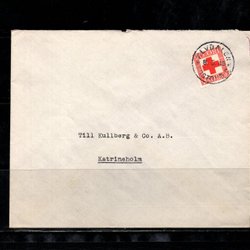 Till Kullberg & Co. A.B.
Katrineholm